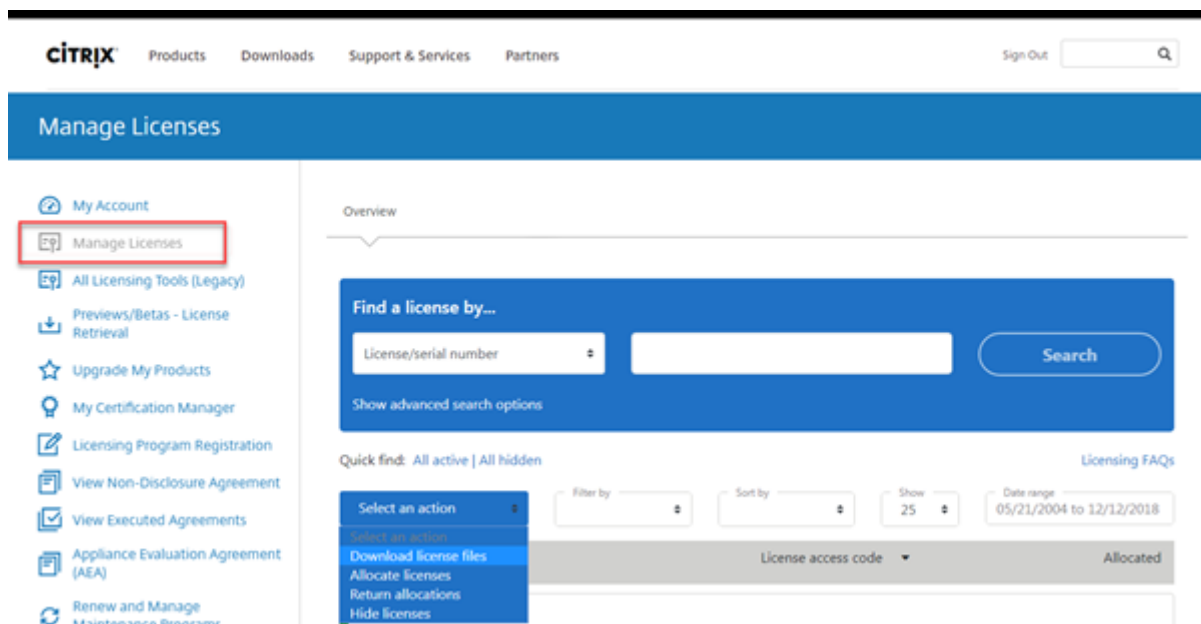 CİTRIX Products Downloads Support & Services Partners Sign Out
Manage Licenses
My Account
Manage Licenses
All Licensing Tools (Legacy)
Previews/Betas - License
Retrieval
Upgrade My Products
My Certification Manager
Licensing Program Registration
View Non-Disclosure Agreement
View Executed Agreements
Appliance Evaluation Agreement
(AEA)
Renew and Manage
Maintenance Programs
Overview
Find a license by...
License/serial number Search
Show advanced search options
Quick find: All active | All hidden Licensing FAQs
Select an action Filter by Sort by Show 25 Date range 05/21/2004 to 12/12/2018
Select an action
Download license files
Allocate licenses
Return allocations
Hide licenses
License access code Allocated